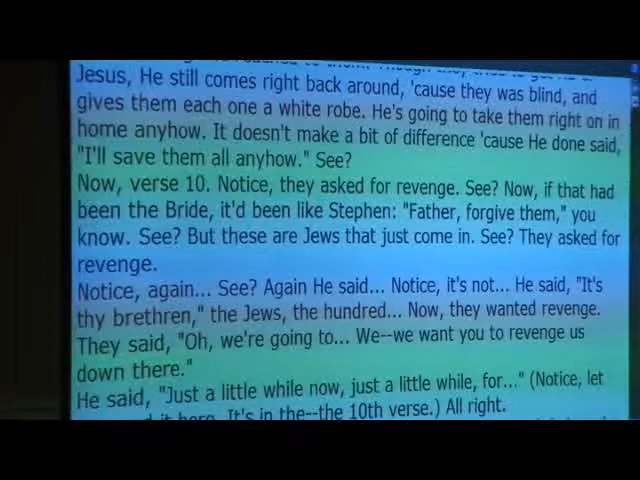 Jesus, He still comes right back around, 'cause they was blind, and
gives them each one a white robe. He's going to take them right on in
home anyhow. It doesn't make a bit of difference 'cause He done said,
"I'll save them all anyhow." See?
Now, verse 10. Notice, they asked for revenge. See? Now, if that had
been the Bride, it'd been like Stephen: "Father, forgive them," you
know. See? But these are Jews that just come in. See? They asked for
revenge.
Notice, again... See? Again He said... Notice, it's not... He said, "It's
thy brethren," the Jews, the hundred... Now, they wanted revenge.
They said, "Oh, we're going to... We--we want you to revenge us
down there."
He said, "Just a little while now, just a little while, for..." (Notice, let
it here. It's in the--the 10th verse.) All right.